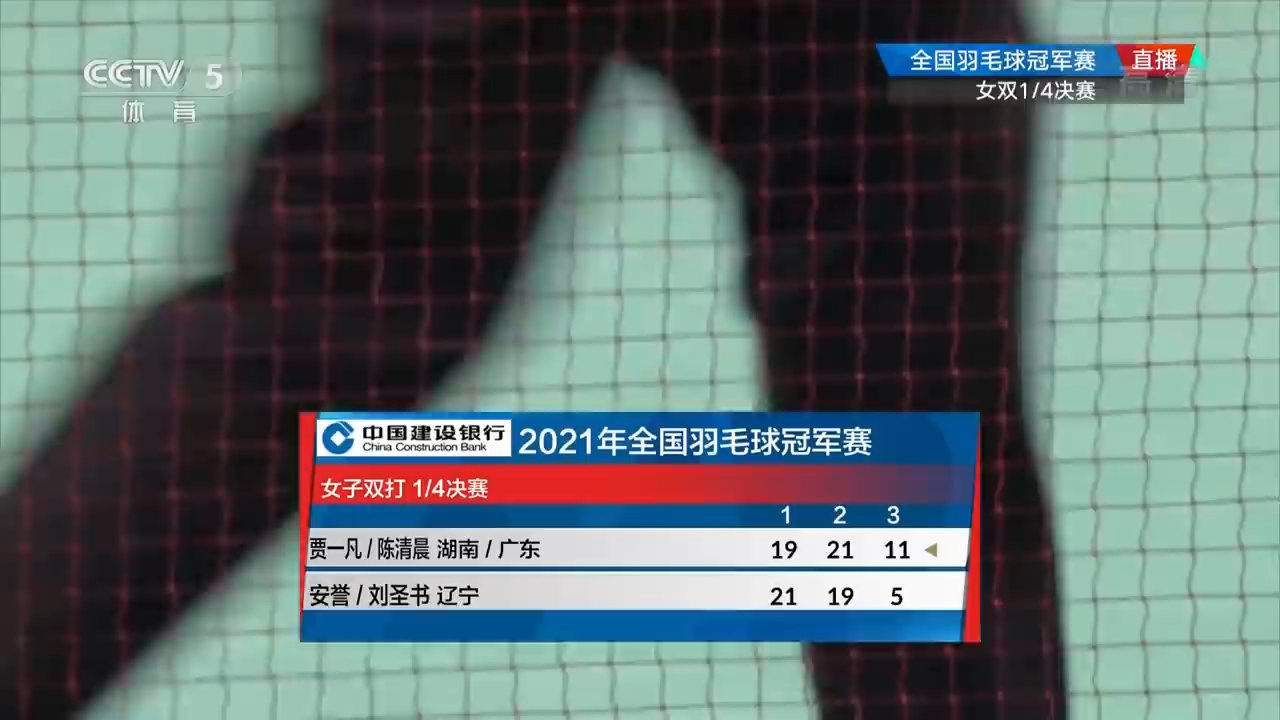 CCTV 5
体育
全国羽毛球冠军赛 直播
女双1/4决赛
中国建设银行
China Construction Bank
2021年全国羽毛球冠军赛
女子双打 1/4决赛
1 2 3
贾一凡 / 陈清晨 湖南 / 广东 19 21 11
安誉 / 刘圣书 辽宁 21 19 5